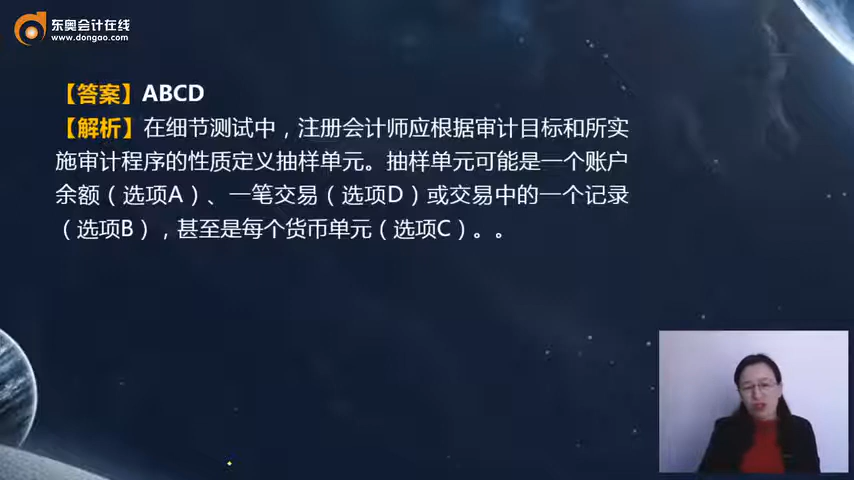 东奥会计在线
www.dongao.com
【答案】ABCD
【解析】在细节测试中，注册会计师应根据审计目标和所实
施审计程序的性质定义抽样单元。抽样单元可能是一个账户
余额（选项A）、一笔交易（选项D）或交易中的一个记录
（选项B），甚至是每个货币单元（选项C）。。